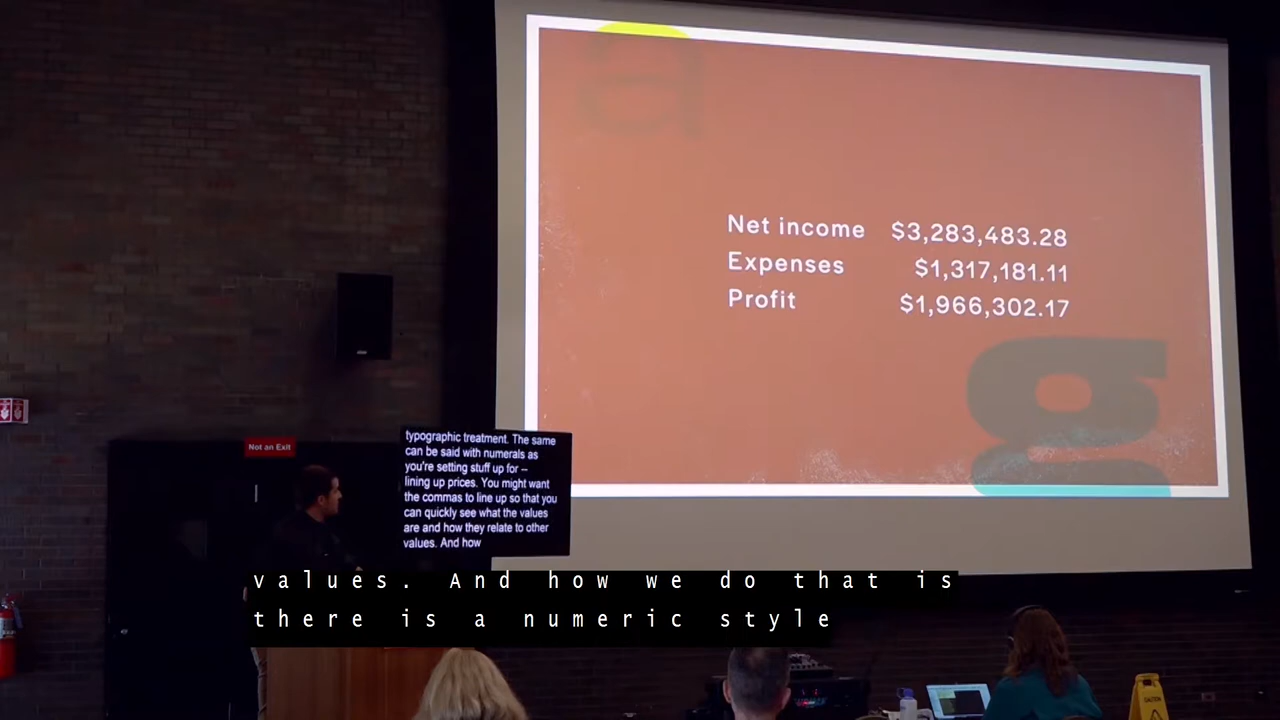 a
Net income $3,283,483.28
Expenses $1,317,181.11
Profit $1,966,302.17
g
Not an Exit
typographic treatment. The same
can be said with numerals as
you're setting stuff up for --
lining up prices. You might want
the commas to line up so that you
can quickly see what the values
are and how they relate to other
values. And how
values. And how we do that is
there is a numeric style
CAUTION